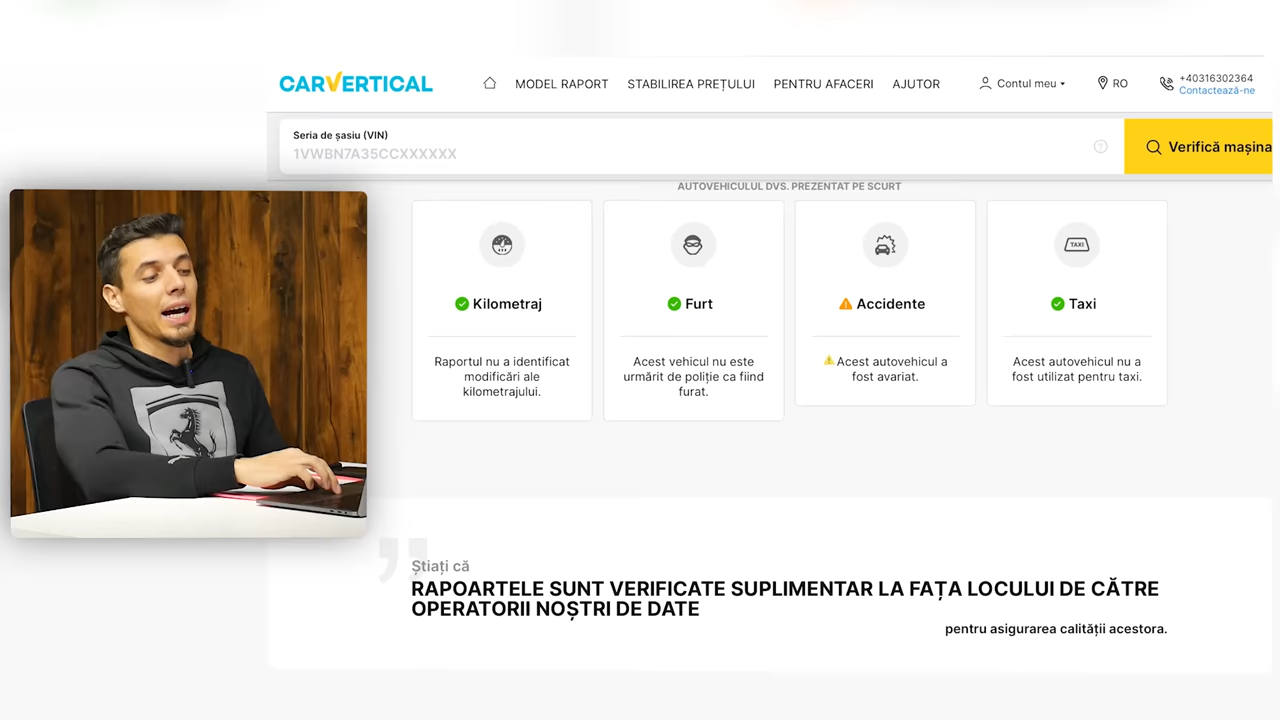 CARVERTICAL
MODEL RAPORT
STABILIREA PREȚULUI
PENTRU AFACERI
AJUTOR
Contul meu
RO
+40316302364
Contactează-ne
Seria de șasiu (VIN)
1VWBN7A35CCXXXXXX
Verifică mașina
AUTOVEHICULUL DVS. PREZENTAT PE SCURT
Kilometraj
Raportul nu a identificat
modificări ale
kilometrajului.
Furt
Acest vehicul nu este
urmărit de poliție ca fiind
furat.
Accidente
Acest autovehicul a
fost avariat.
TAXI
Taxi
Acest autovehicul nu a
fost utilizat pentru taxi.
Știați că
RAPOARTELE SUNT VERIFICATE SUPLIMENTAR LA FAȚA LOCULUI DE CĂTRE
OPERATORII NOȘTRI DE DATE
pentru asigurarea calității acestora.